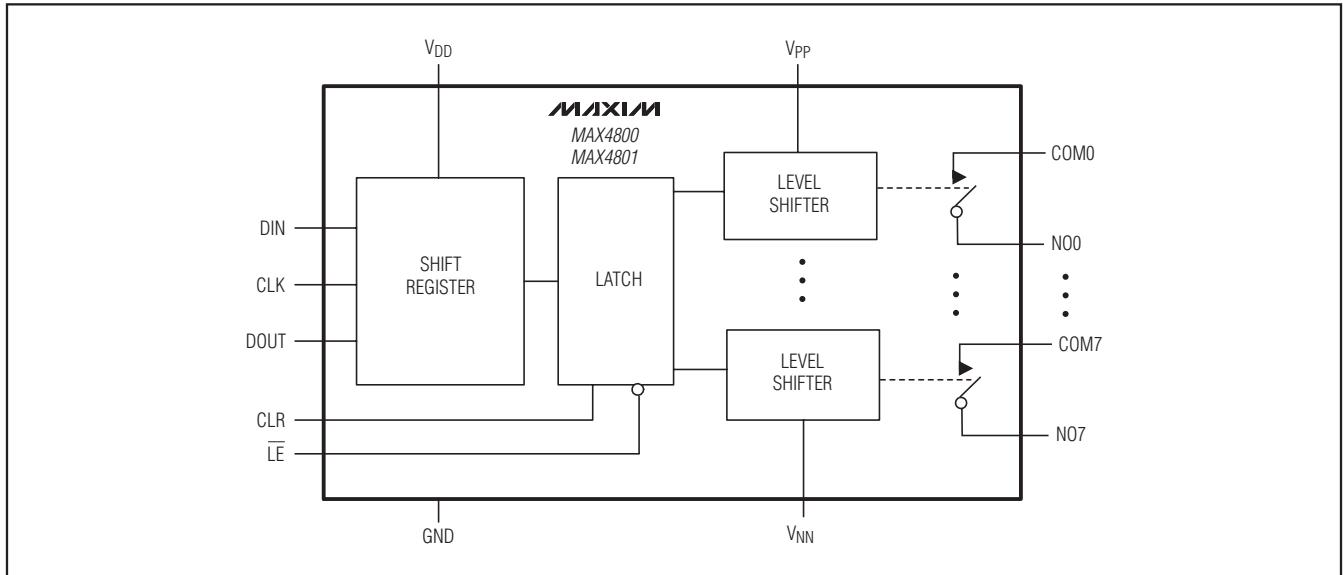 VDD
VPP
MAXIM
MAX4800
MAX4801
COM0
LEVEL
SHIFTER
DIN
NO0
SHIFT
REGISTER
LATCH
CLK
DOUT
COM7
LEVEL
SHIFTER
CLR
NO7
LE
GND
VNN